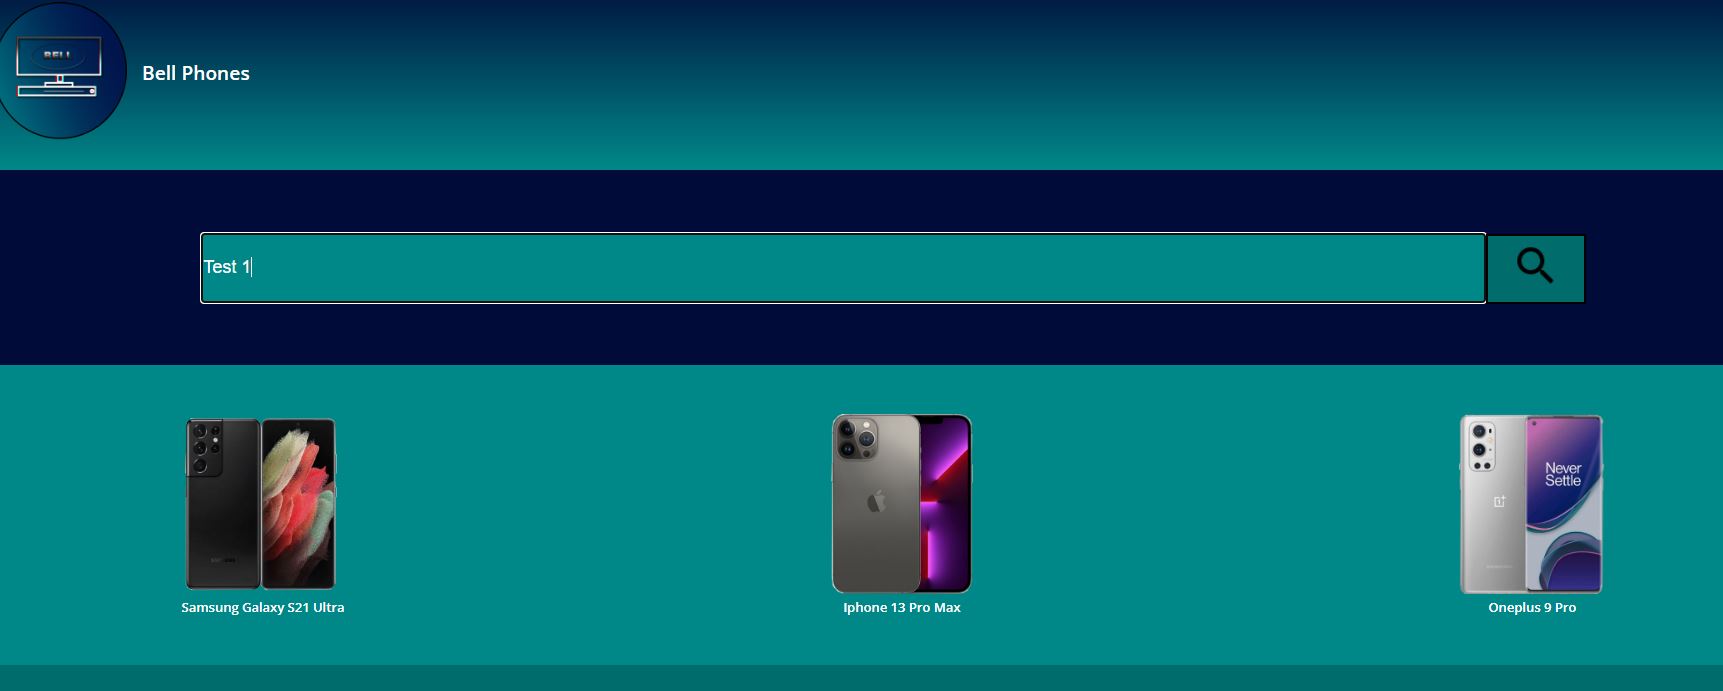 BELL
Bell Phones
Test 1
Never
Settle
Samsung Galaxy S21 Ultra
Iphone 13 Pro Max
Oneplus 9 Pro